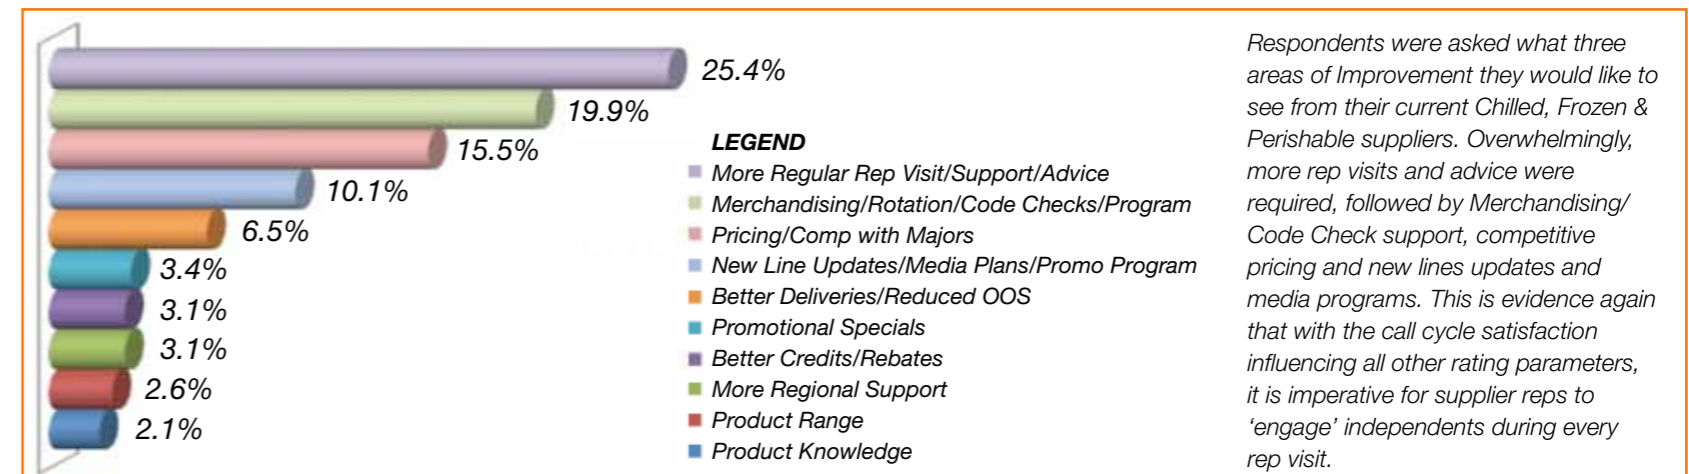 25.4%
19.9%
15.5%
10.1%
6.5%
3.4%
3.1%
3.1%
2.6%
2.1%
LEGEND
More Regular Rep Visit/Support/Advice
Merchandising/Rotation/Code Checks/Program
Pricing/Comp with Majors
New Line Updates/Media Plans/Promo Program
Better Deliveries/Reduced OOS
Promotional Specials
Better Credits/Rebates
More Regional Support
Product Range
Product Knowledge
Respondents were asked what three
areas of Improvement they would like to
see from their current Chilled, Frozen &
Perishable suppliers. Overwhelmingly,
more rep visits and advice were
required, followed by Merchandising/
Code Check support, competitive
pricing and new lines updates and
media programs. This is evidence again
that with the call cycle satisfaction
influencing all other rating parameters,
it is imperative for supplier reps to
‘engage’ independents during every
rep visit.